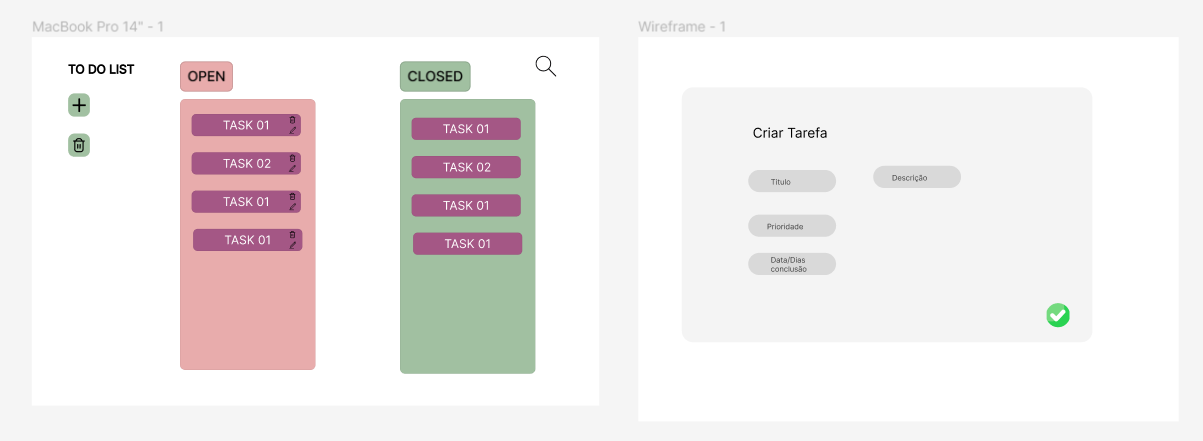 MacBook Pro 14" - 1
TO DO LIST
OPEN
TASK 01
TASK 02
TASK 01
TASK 01
CLOSED
TASK 01
TASK 02
TASK 01
TASK 01
Wireframe - 1
Criar Tarefa
Título
Descrição
Prioridade
Data/Dias
conclusão